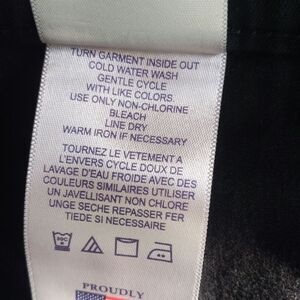 TURN GARMENT INSIDE OUT
COLD WATER WASH
GENTLE CYCLE
WITH LIKE COLORS.
USE ONLY NON-CHLORINE
BLEACH
LINE DRY
WARM IRON IF NECESSARY
TOURNEZ LE VETEMENT A
L'ENVERS CYCLE DOUX DE
LAVAGE D'EAU FROIDE AVEC DES
COULEURS SIMILAIRES UTILISER
UN JAVELLISANT NON CHLORE
UNGE SECHE REPASSER FER
TIEDE SI NECESSAIRE
PROUDLY